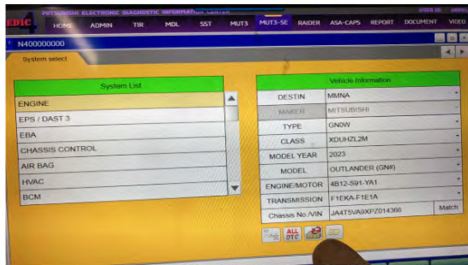 MITSUBISHI ELECTRONIC DIAGNOSTIC INFORMATION CENTER
EDIC4 HOME ADMIN TIR MDL SST MUT3 MUT3-SE RAIDER ASA-CAPS REPORT DOCUMENT VIDEO
N400000000
System select
System List
ENGINE
EPS / DAST 3
EBA
CHASSIS CONTROL
AIR BAG
HVAC
BCM
Vehicle Information
DESTIN MMNA
MAKER MITSUBISHI
TYPE GN0W
CLASS XDUHZL2M
MODEL YEAR 2023
MODEL OUTLANDER (GN#)
ENGINE/MOTOR 4B12-S91-YA1
TRANSMISSION F1EKA-F1E1A
Chassis No./VIN JA4T5VA9XPZ014366 Match
ALL
DTC